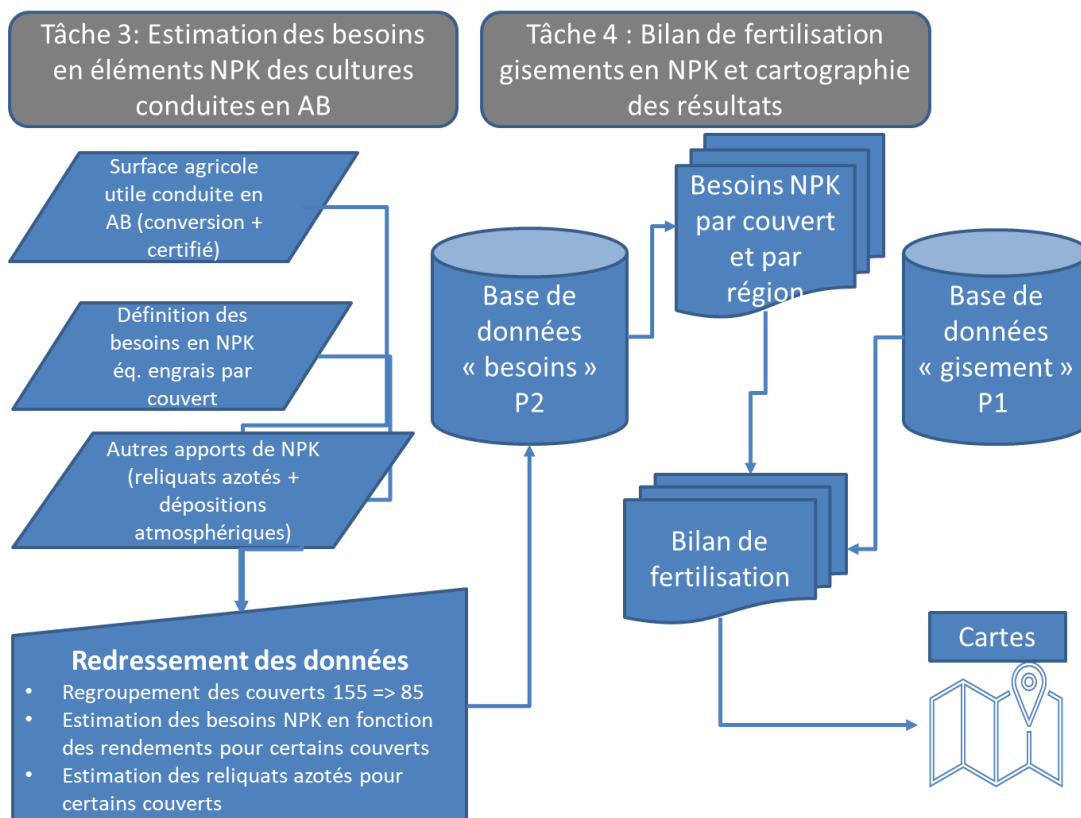 Tâche 3: Estimation des besoins
en éléments NPK des cultures
conduites en AB
Tâche 4 : Bilan de fertilisation
gisements en NPK et cartographie
des résultats
Surface agricole
utile conduite en
AB (conversion +
certifié)
Définition des
besoins en NPK
éq. engrais par
couvert
Autres apports de NPK
(reliquats azotés +
dépositions
atmosphériques)
Redressement des données
• Regroupement des couverts 155 => 85
• Estimation des besoins NPK en fonction
des rendements pour certains couverts
• Estimation des reliquats azotés pour
certains couverts
Base de
données
« besoins »
P2
Besoins NPK
par couvert
et par
région
Base de
données
« gisement »
P1
Bilan de
fertilisation
Cartes